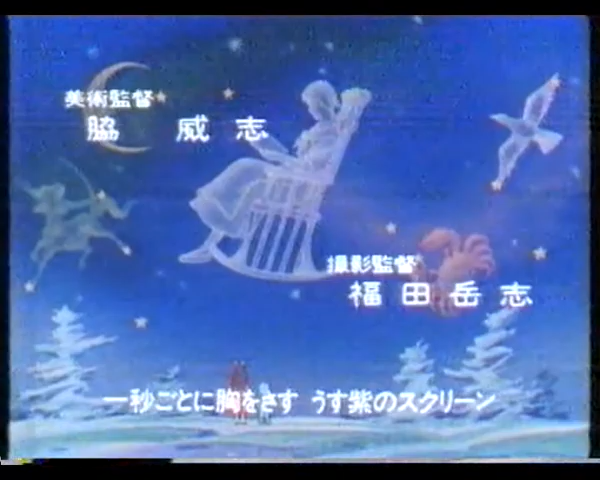 美術監督
脇 威志
撮影監督
福田岳志
一秒ごとに胸をさす うす紫のスクリーン